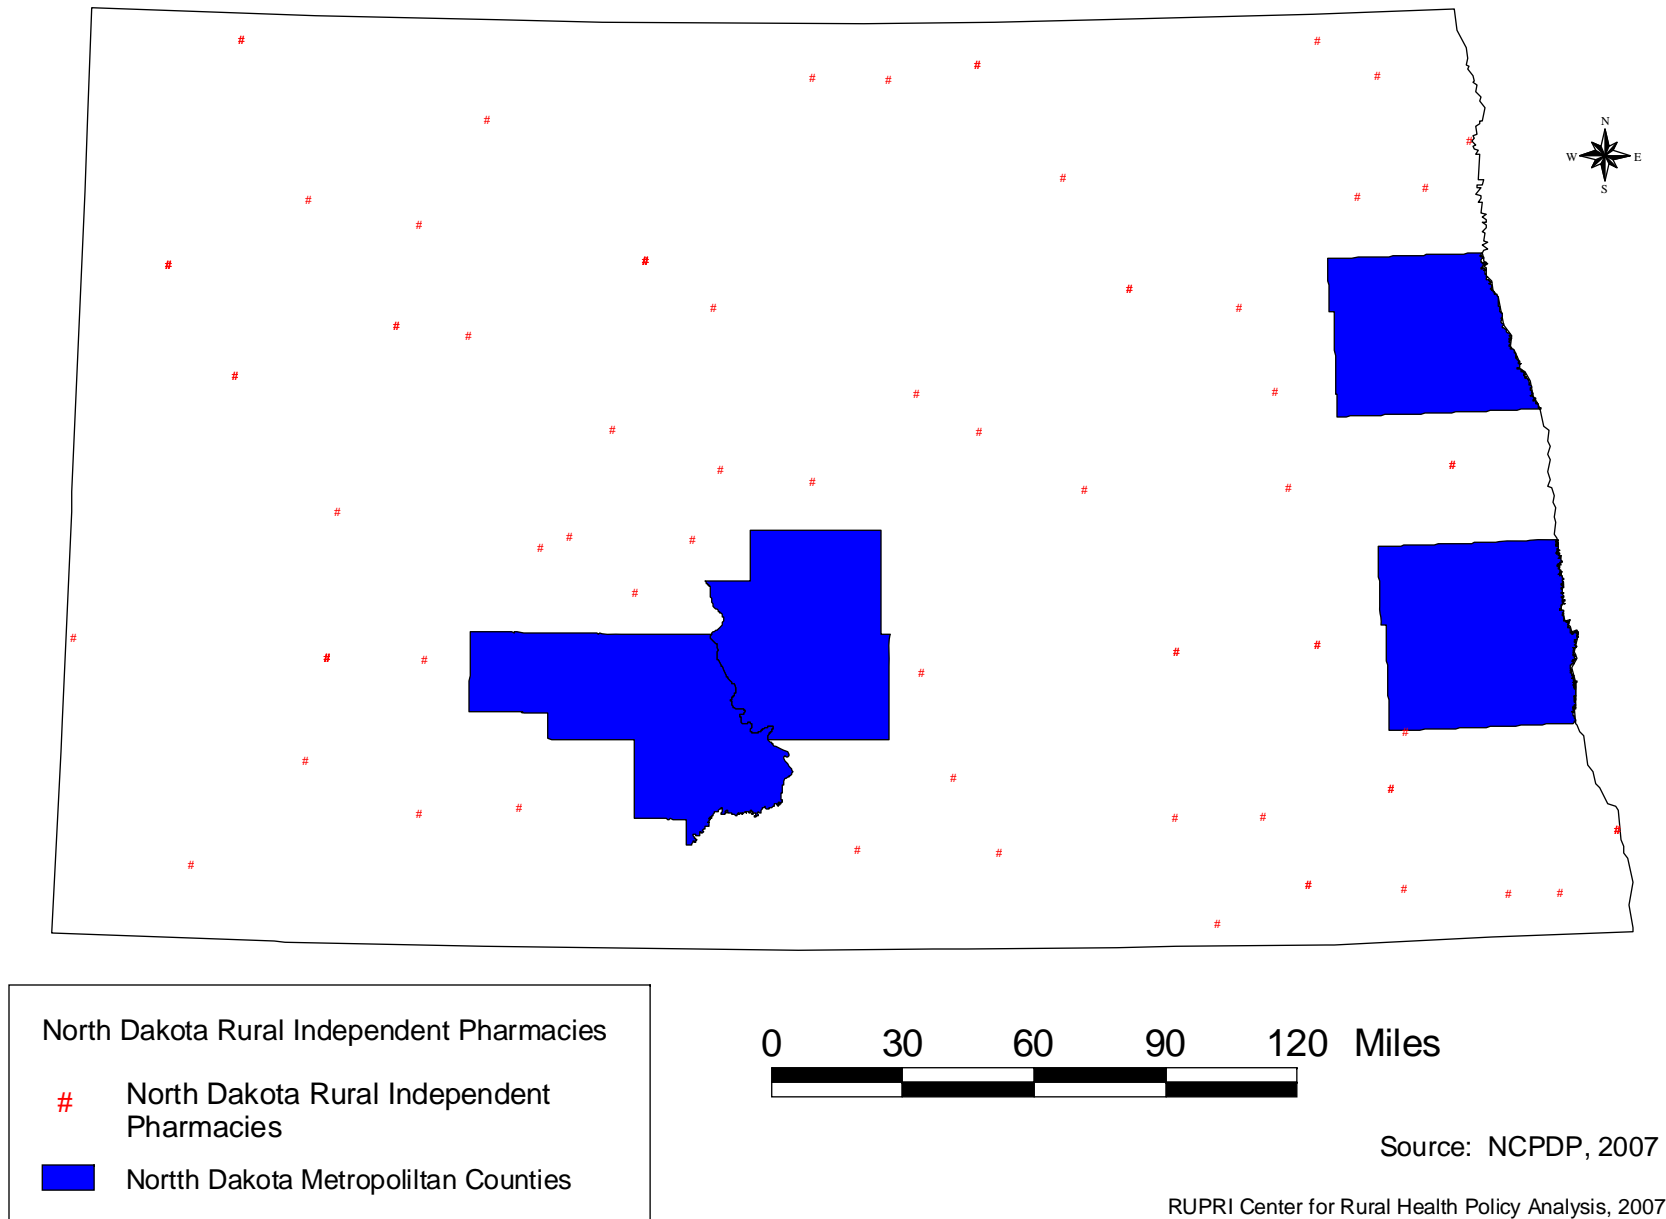 N
W E
S
North Dakota Rural Independent Pharmacies
# North Dakota Rural Independent
Pharmacies
Nortth Dakota Metropoliltan Counties
0 30 60 90 120 Miles
Source: NCPDP, 2007
RUPRI Center for Rural Health Policy Analysis, 2007